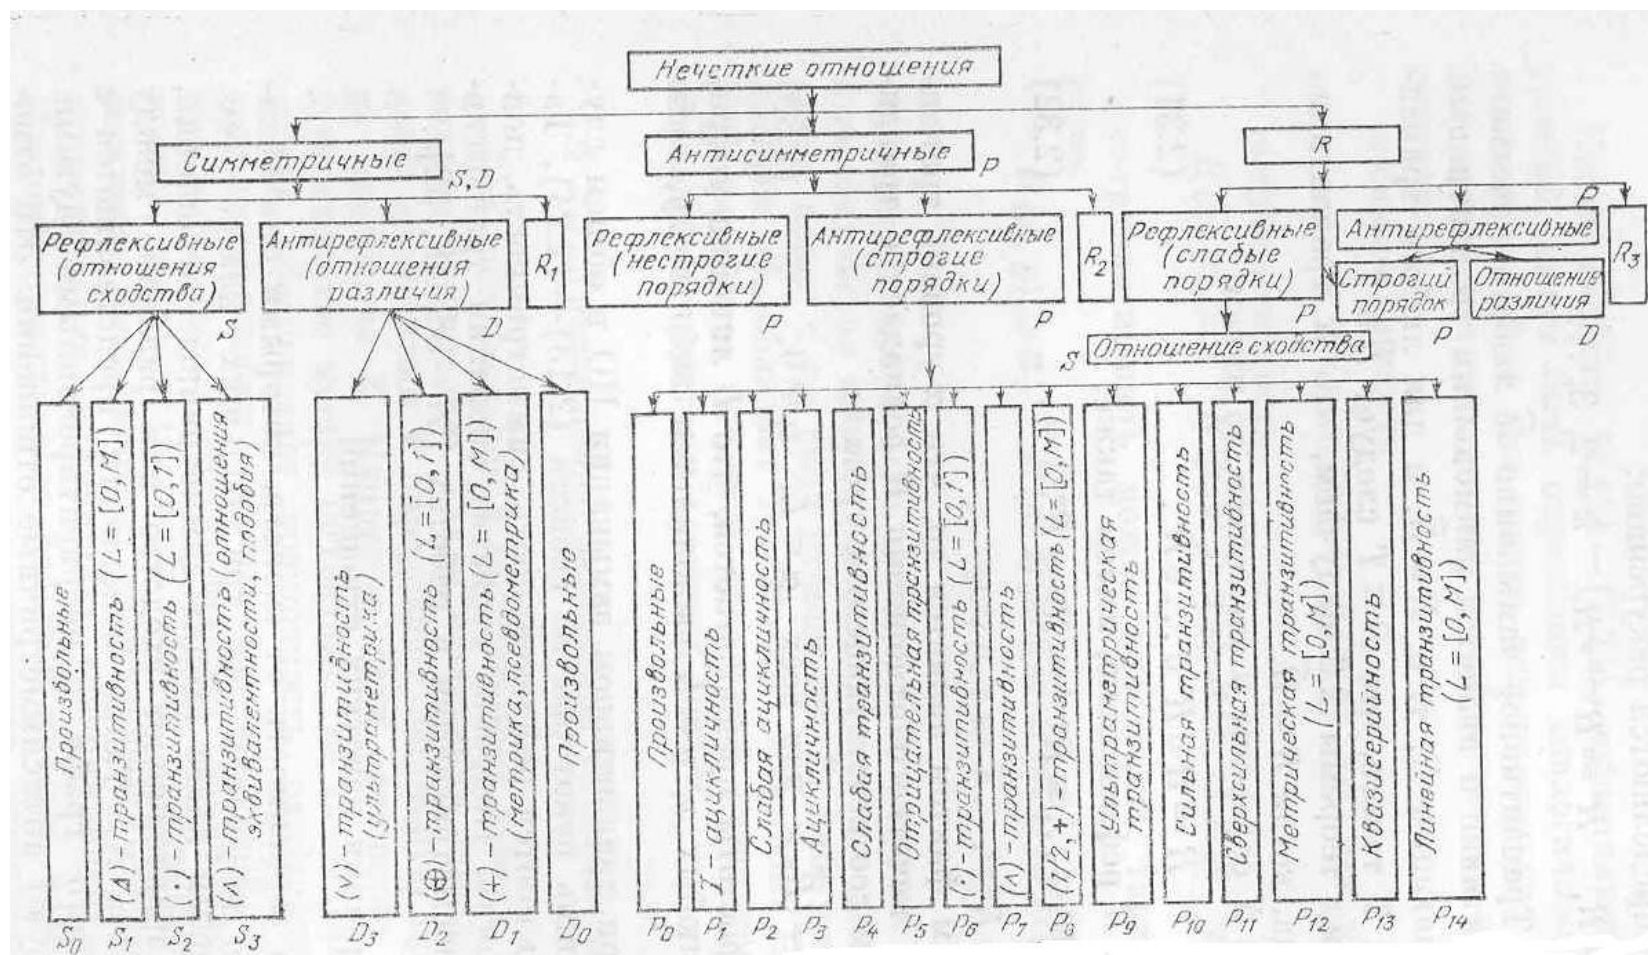 Нечеткие отношения
Симметричные
S, D
Антисимметричные
P
R
Рефлексивные
(отношения
сходства)
S
Антирефлексивные
(отношения
различия)
D
R₁
Рефлексивные
(нестрогие
порядки)
P
Антирефлексивные
(строгие
порядки)
P
R₂
Рефлексивные
(слабые
порядки)
P
Отношение сходства
S
P
Антирефлексивные
Строгий
порядок
P
Отношение
различия
D
R₃
Произвольные
S₀
(Δ)-транзитивность (L=[0,M])
S₁
(·)-транзитивность (L=[0,1])
S₂
(∧)-транзитивность (отношения
эквивалентности, подобия)
S₃
(∨)-транзитивность
(ультраметрика)
D₃
(⊕)-транзитивность (L=[0,1])
D₂
(+)-транзитивность (L=[0,M])
(метрика, псевдометрика)
D₁
Произвольные
D₀
Произвольные
P₀
I-ацикличность
P₁
Слабая ацикличность
P₂
Ацикличность
P₃
Слабая транзитивность
P₄
Отрицательная транзитивность
P₅
(·)-транзитивность (L=[0,1])
P₆
(∧)-транзитивность
P₇
(1/2,+)-транзитивность (L=[0,M])
P₈
Ультраметрическая
транзитивность
P₉
Сильная транзитивность
P₁₀
Сверхсильная транзитивность
P₁₁
Метрическая транзитивность
(L=[0,M])
P₁₂
Квазисерийность
P₁₃
Линейная транзитивность
(L=[0,M])
P₁₄